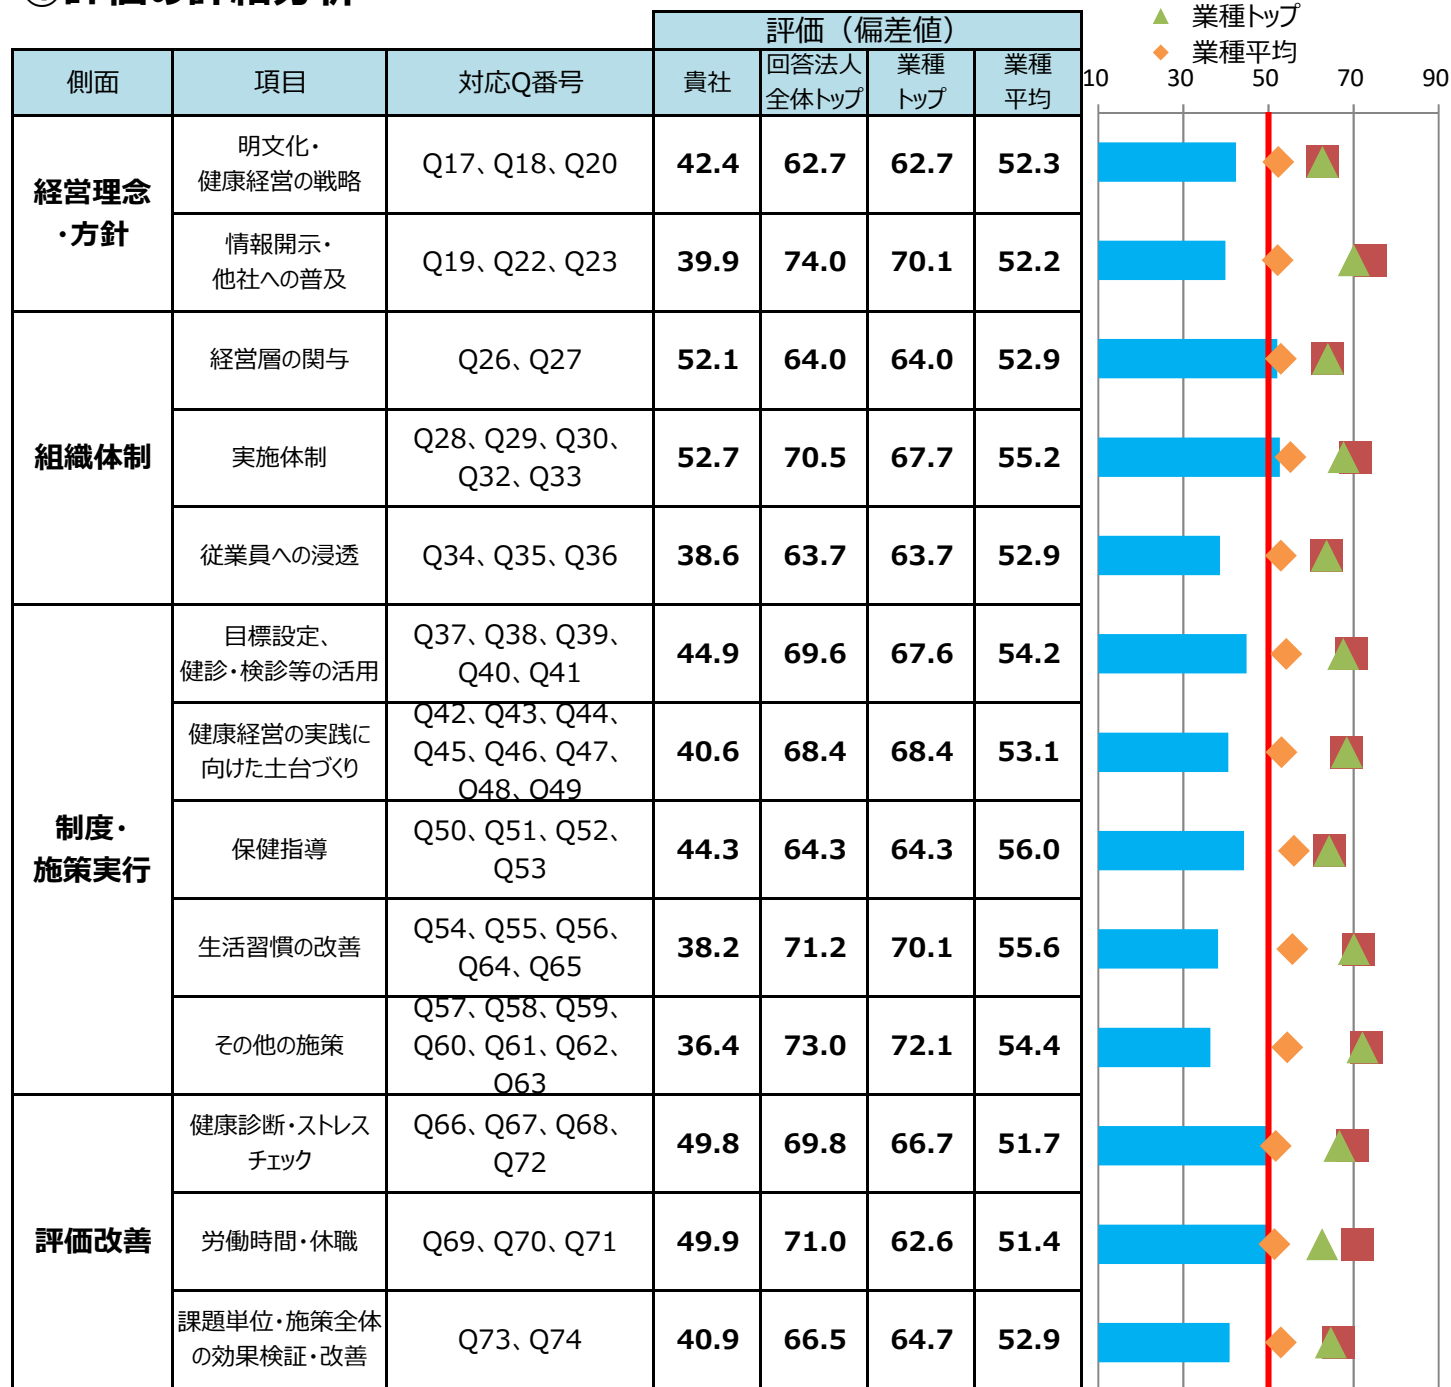 ①評価の詳細分析
▲ 業種トップ
◆ 業種平均
評価（偏差値）
側面 項目 対応Q番号 貴社 回答法人全体トップ 業種トップ 業種平均
10 30 50 70 90
経営理念・方針
明文化・
健康経営の戦略
Q17、Q18、Q20 42.4 62.7 62.7 52.3
情報開示・
他社への普及
Q19、Q22、Q23 39.9 74.0 70.1 52.2
組織体制
経営層の関与 Q26、Q27 52.1 64.0 64.0 52.9
実施体制
Q28、Q29、Q30、
Q32、Q33
52.7 70.5 67.7 55.2
従業員への浸透 Q34、Q35、Q36 38.6 63.7 63.7 52.9
制度・
施策実行
目標設定、
健診・検診等の活用
Q37、Q38、Q39、
Q40、Q41
44.9 69.6 67.6 54.2
健康経営の実践に
向けた土台づくり
Q42、Q43、Q44、
Q45、Q46、Q47、
Q48、Q49
40.6 68.4 68.4 53.1
保健指導
Q50、Q51、Q52、
Q53
44.3 64.3 64.3 56.0
生活習慣の改善
Q54、Q55、Q56、
Q64、Q65
38.2 71.2 70.1 55.6
その他の施策
Q57、Q58、Q59、
Q60、Q61、Q62、
Q63
36.4 73.0 72.1 54.4
評価改善
健康診断・ストレス
チェック
Q66、Q67、Q68、
Q72
49.8 69.8 66.7 51.7
労働時間・休職 Q69、Q70、Q71 49.9 71.0 62.6 51.4
課題単位・施策全体
の効果検証・改善
Q73、Q74 40.9 66.5 64.7 52.9